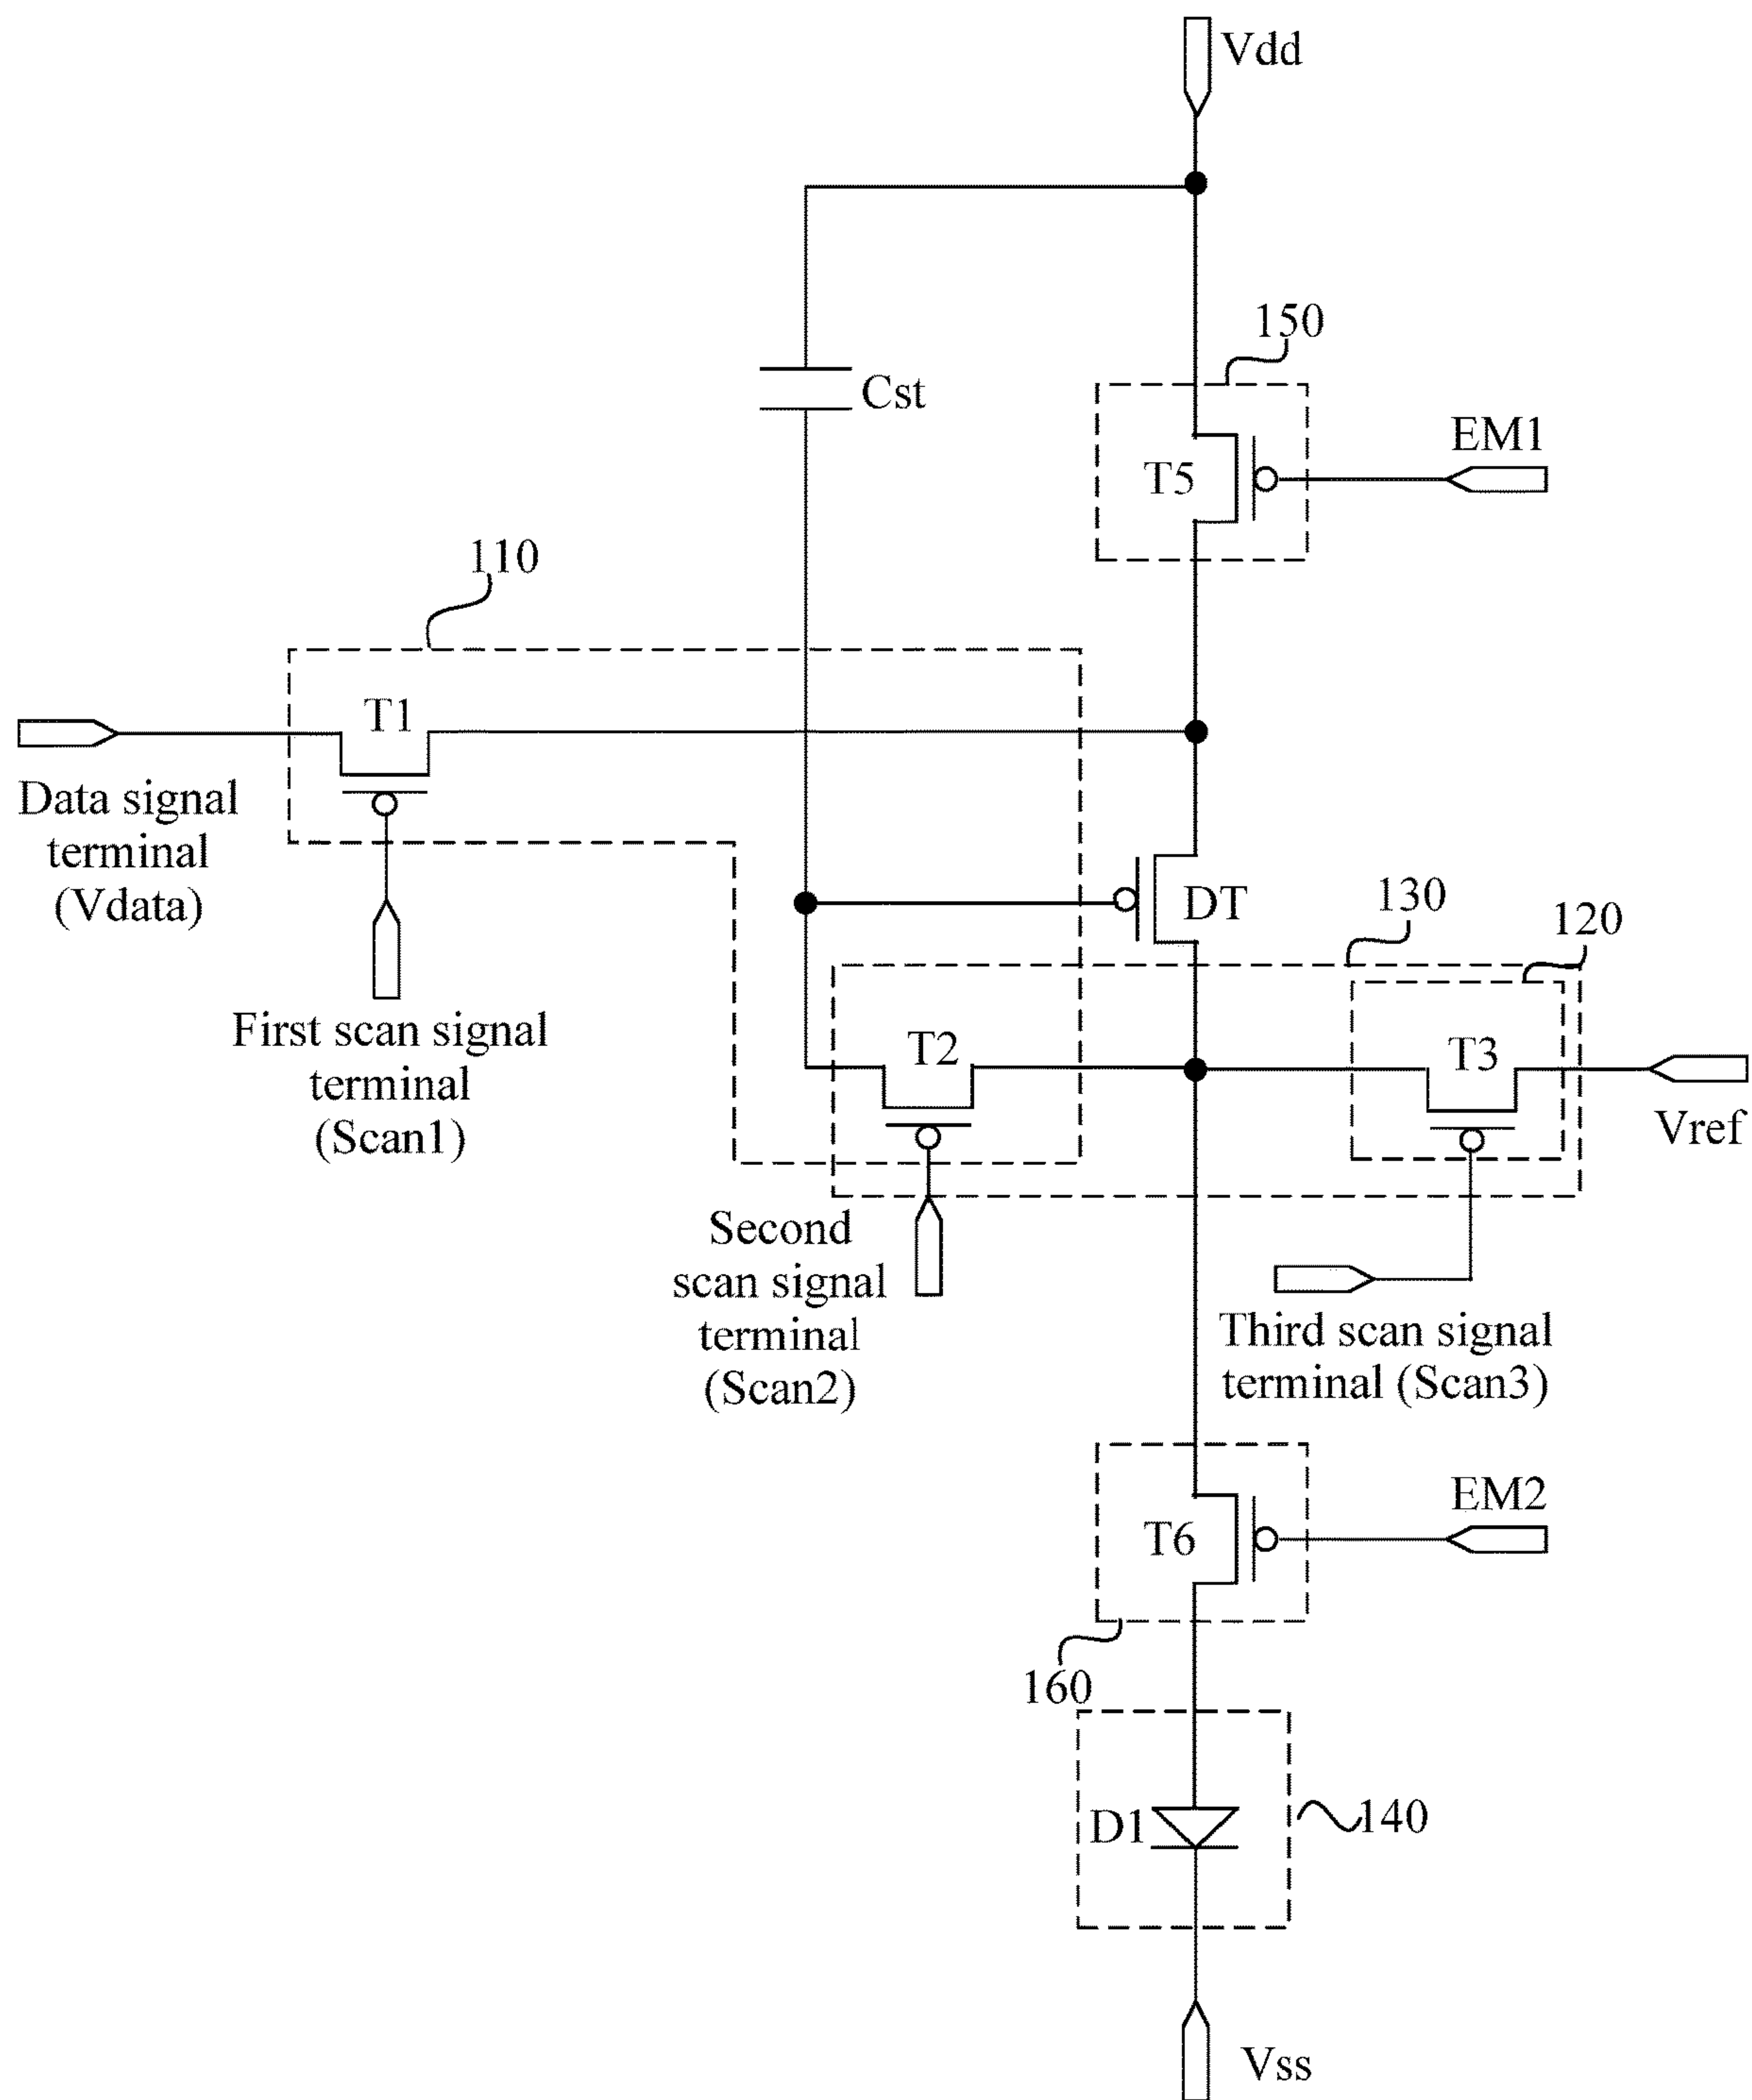 Vdd
150
Cst
EM1
T5
110
T1
Data signal
terminal
(Vdata)
DT
130
120
First scan signal
terminal
(Scan1)
T2
T3
Vref
Second
scan signal
terminal
(Scan2)
Third scan signal
terminal (Scan3)
EM2
T6
160
D1
140
Vss